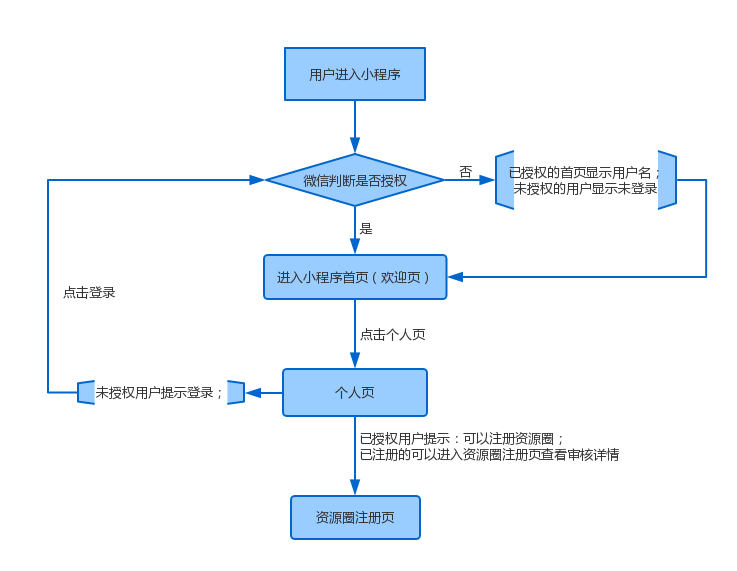 用户进入小程序
微信判断是否授权
否
已授权的首页显示用户名；
未授权的用户显示未登录
是
进入小程序首页（欢迎页）
点击登录
点击个人页
未授权用户提示登录；
个人页
已授权用户提示：可以注册资源圈；
已注册的可以进入资源圈注册页查看审核详情
资源圈注册页